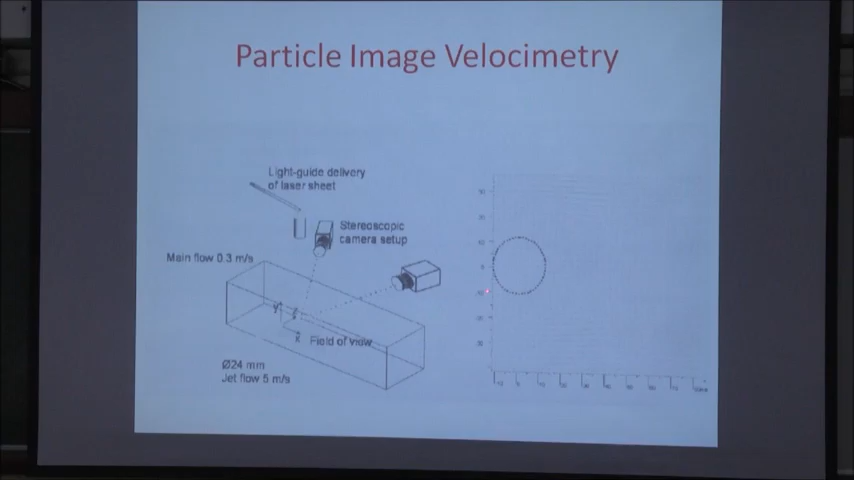 Particle Image Velocimetry
Light-guide delivery
of laser sheet
Stereoscopic
camera setup
Main flow 0.3 m/s
Y
Z
X
Field of view
Ø24 mm
Jet flow 5 m/s